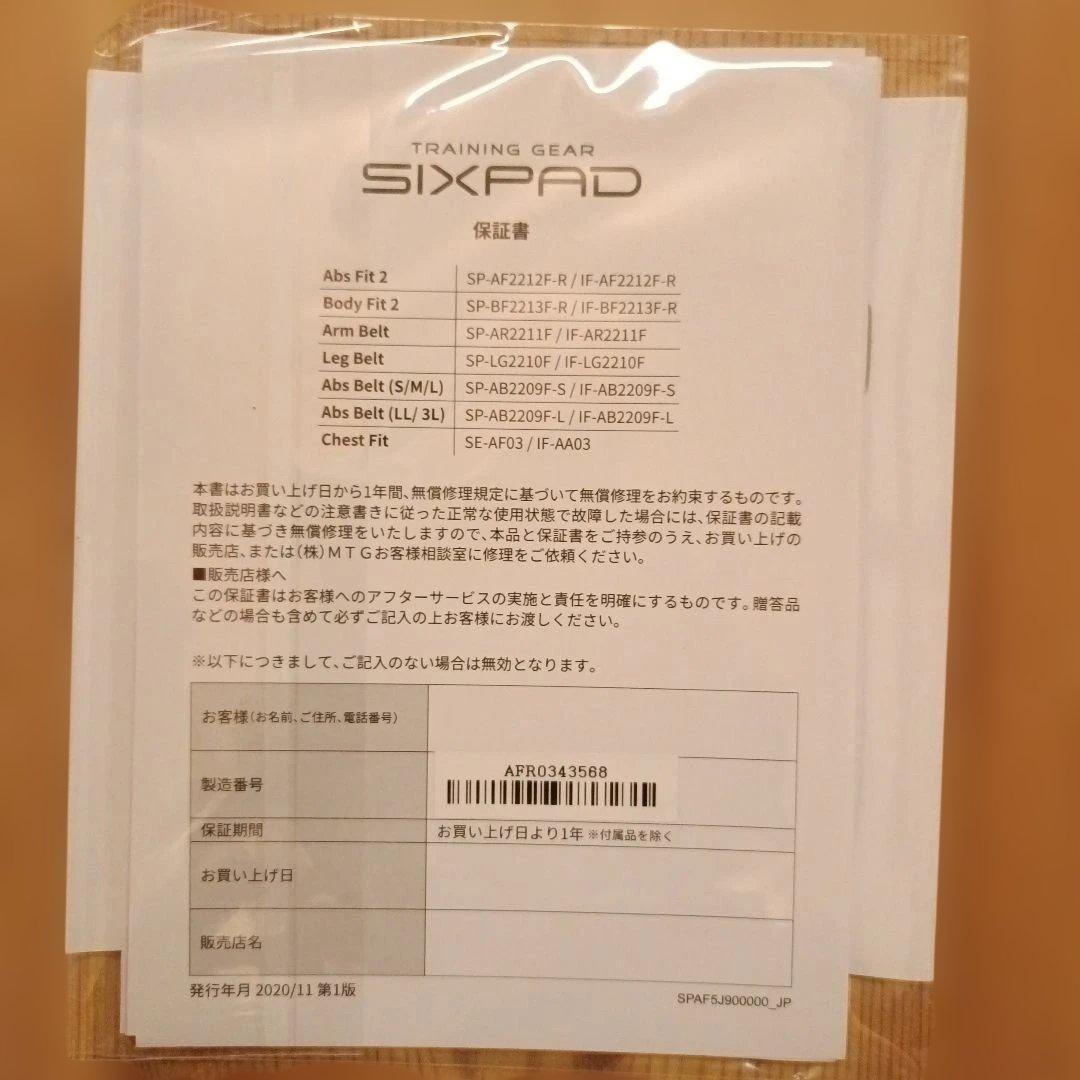 TRAINING GEAR
SIXPAD
保証書
Abs Fit 2 SP-AF2212F-R / IF-AF2212F-R
Body Fit 2 SP-BF2213F-R / IF-BF2213F-R
Arm Belt SP-AR2211F / IF-AR2211F
Leg Belt SP-LG2210F / IF-LG2210F
Abs Belt (S/M/L) SP-AB2209F-S / IF-AB2209F-S
Abs Belt (LL/ 3L) SP-AB2209F-L / IF-AB2209F-L
Chest Fit SE-AF03 / IF-AA03
本書はお買い上げ日から1年間、無償修理規定に基づいて無償修理をお約束するものです。
取扱説明書などの注意書きに従った正常な使用状態で故障した場合には、保証書の記載
内容に基づき無償修理をいたしますので、本品と保証書をご持参のうえ、お買い上げの
販売店、または(株)MTGお客様相談室に修理をご依頼ください。
■販売店様へ
この保証書はお客様へのアフターサービスの実施と責任を明確にするものです。贈答品
などの場合も含めて必ずご記入の上お客様にお渡しください。
※以下につきまして、ご記入のない場合は無効となります。
お客様(お名前、ご住所、電話番号)
製造番号 AFR0343568
保証期間 お買い上げ日より1年 ※付属品を除く
お買い上げ日
販売店名
発行年月 2020/11 第1版
SPAF5J900000_JP